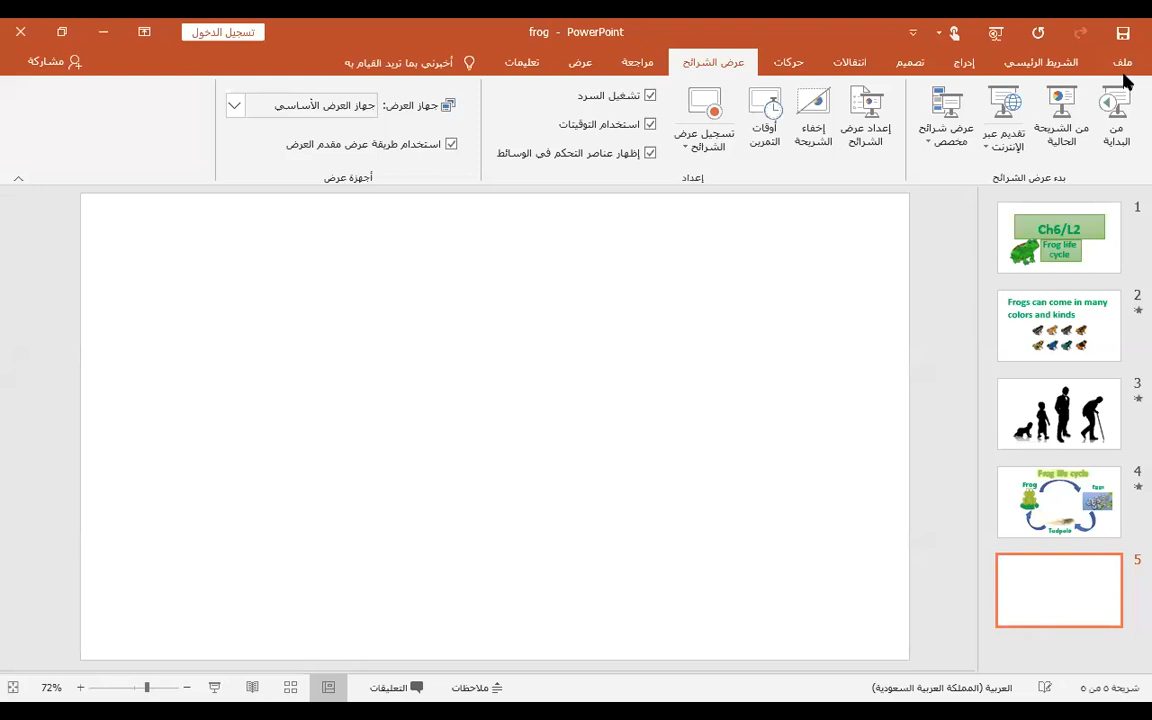 تسجيل الدخول
frog - PowerPoint
ملف
الشريط الرئيسي
إدراج
تصميم
انتقالات
حركات
عرض الشرائح
مراجعة
عرض
تعليمات
أخبرني بما تريد القيام به
مشاركة
من البداية
من الشريحة الحالية
تقديم عبر الإنترنت
عرض شرائح مخصص
بدء عرض الشرائح
إعداد عرض الشرائح
إخفاء الشريحة
أوقات التمرين
تسجيل عرض الشرائح
تشغيل السرد
استخدام التوقيتات
إظهار عناصر التحكم في الوسائط
إعداد
جهاز العرض:
جهاز العرض الأساسي
استخدام طريقة عرض مقدم العرض
أجهزة عرض
1
Ch6/L2
Frog life
cycle
2
Frogs can come in many
colors and kinds
3
4
Frog life cycle
Frog
Tadpole
5
شريحة ٥ من ٥
العربية (المملكة العربية السعودية)
ملاحظات
التعليقات
72%